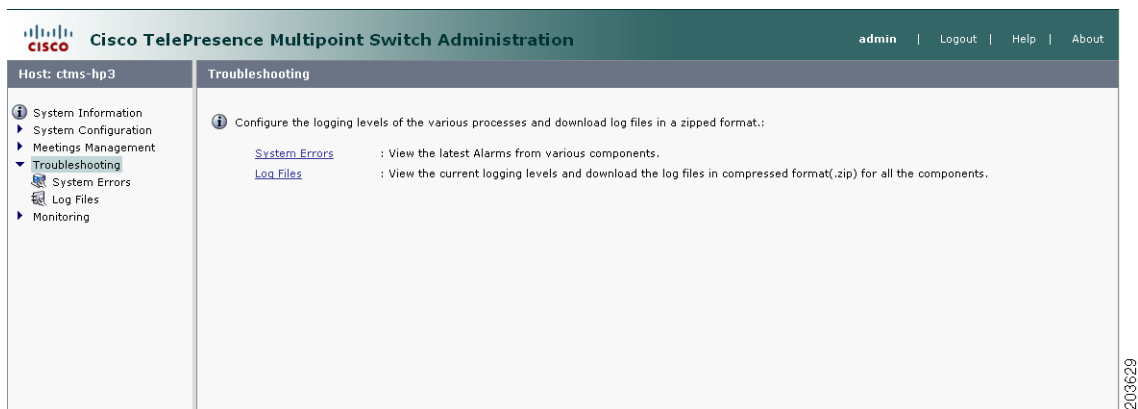 CISCO Cisco TelePresence Multipoint Switch Administration admin | Logout | Help | About
Host: ctms-hp3
Troubleshooting
System Information
System Configuration
Meetings Management
Troubleshooting
System Errors
Log Files
Monitoring
Configure the logging levels of the various processes and download log files in a zipped format.:
System Errors : View the latest Alarms from various components.
Log Files : View the current logging levels and download the log files in compressed format(.zip) for all the components.
203629